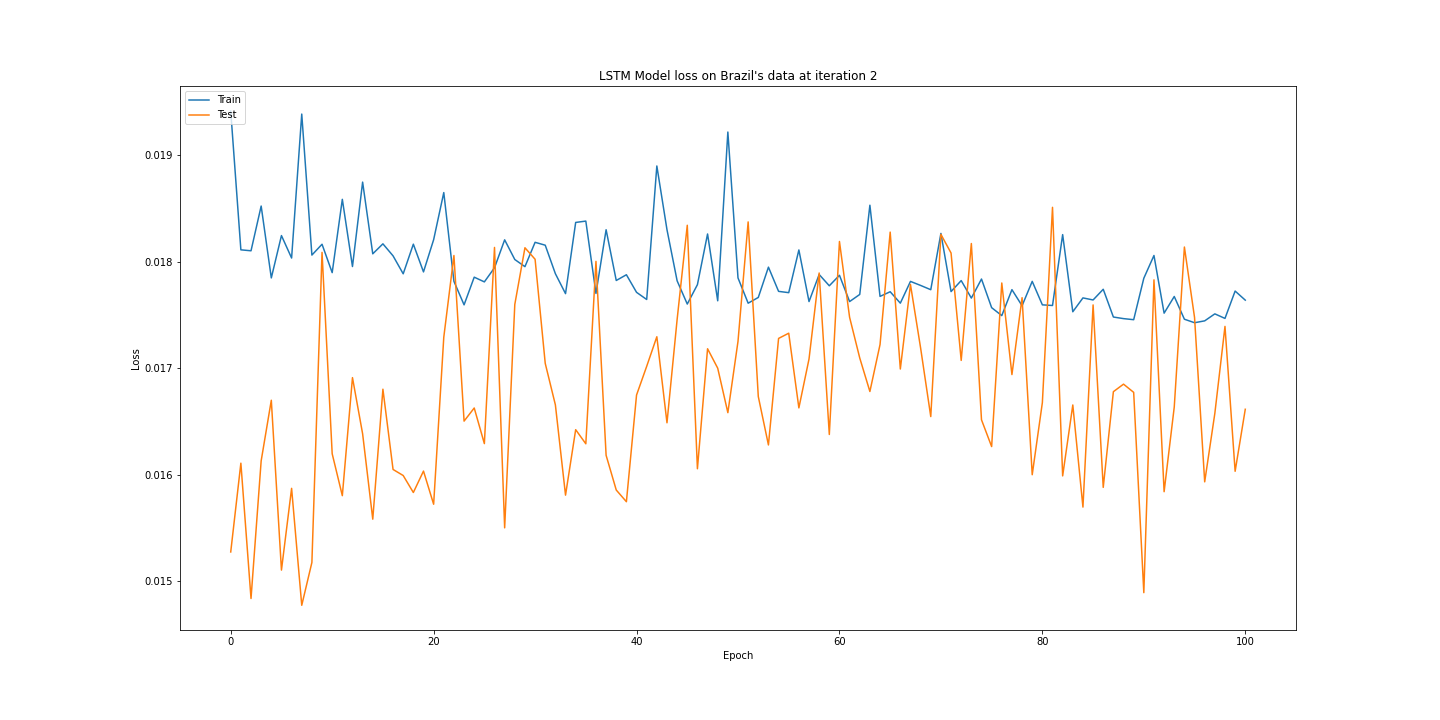 LSTM Model loss on Brazil's data at iteration 2
Train
Test
0.019
0.018
0.017
0.016
0.015
Loss
0 20 40 60 80 100
Epoch